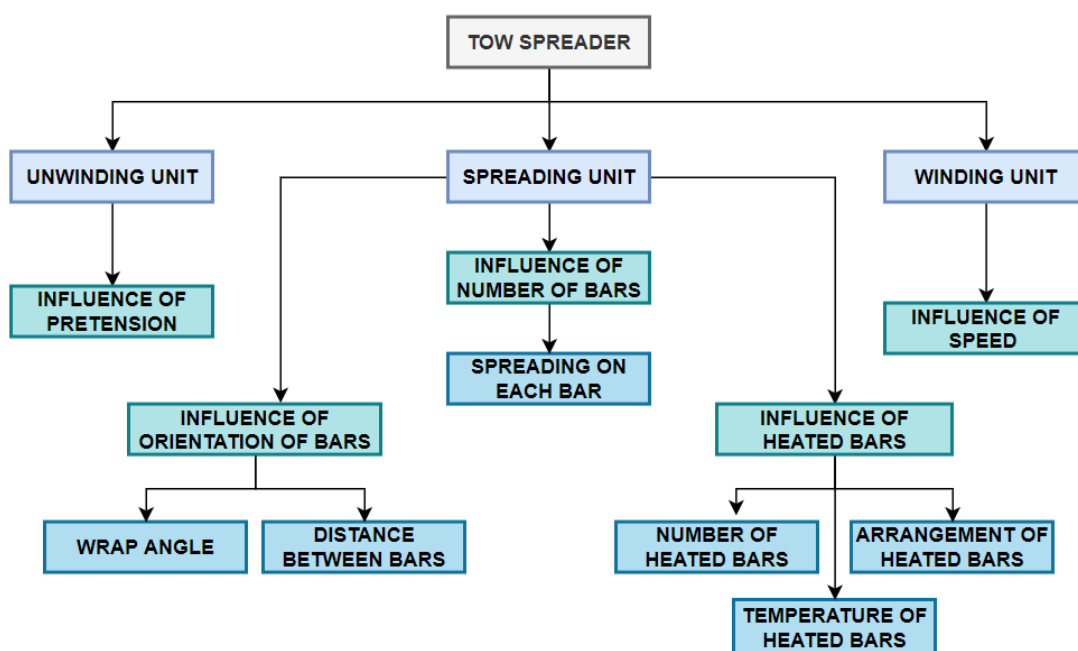 TOW SPREADER
UNWINDING UNIT
SPREADING UNIT
WINDING UNIT
INFLUENCE OF
NUMBER OF BARS
INFLUENCE OF
PRETENSION
INFLUENCE OF
SPEED
SPREADING ON
EACH BAR
INFLUENCE OF
ORIENTATION OF BARS
INFLUENCE OF
HEATED BARS
WRAP ANGLE
DISTANCE
BETWEEN BARS
NUMBER OF
HEATED BARS
ARRANGEMENT OF
HEATED BARS
TEMPERATURE OF
HEATED BARS